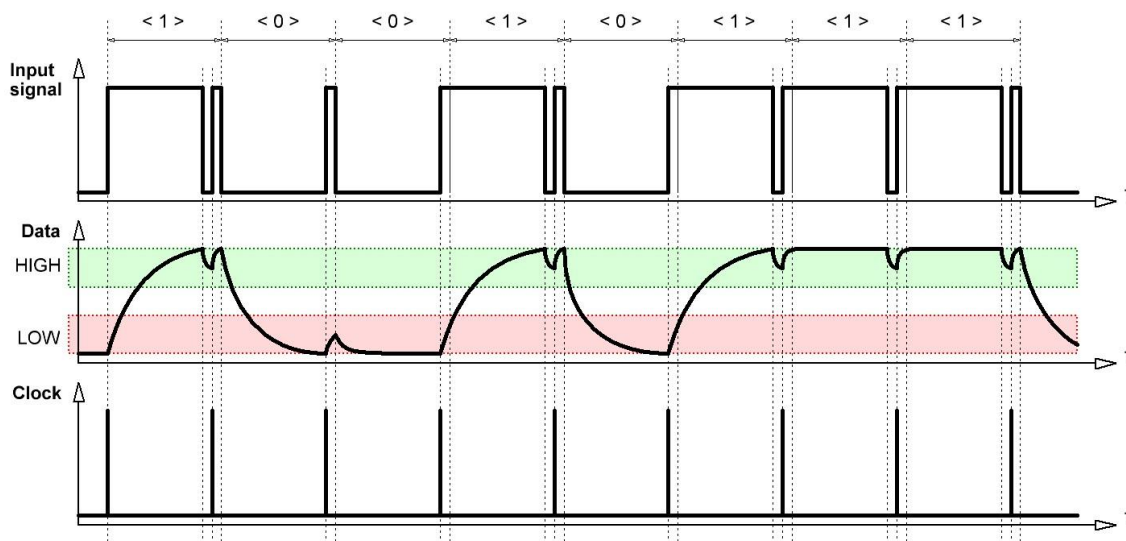 < 1 > < 0 > < 0 > < 1 > < 0 > < 1 > < 1 > < 1 >
Input
signal
Data
HIGH
LOW
Clock